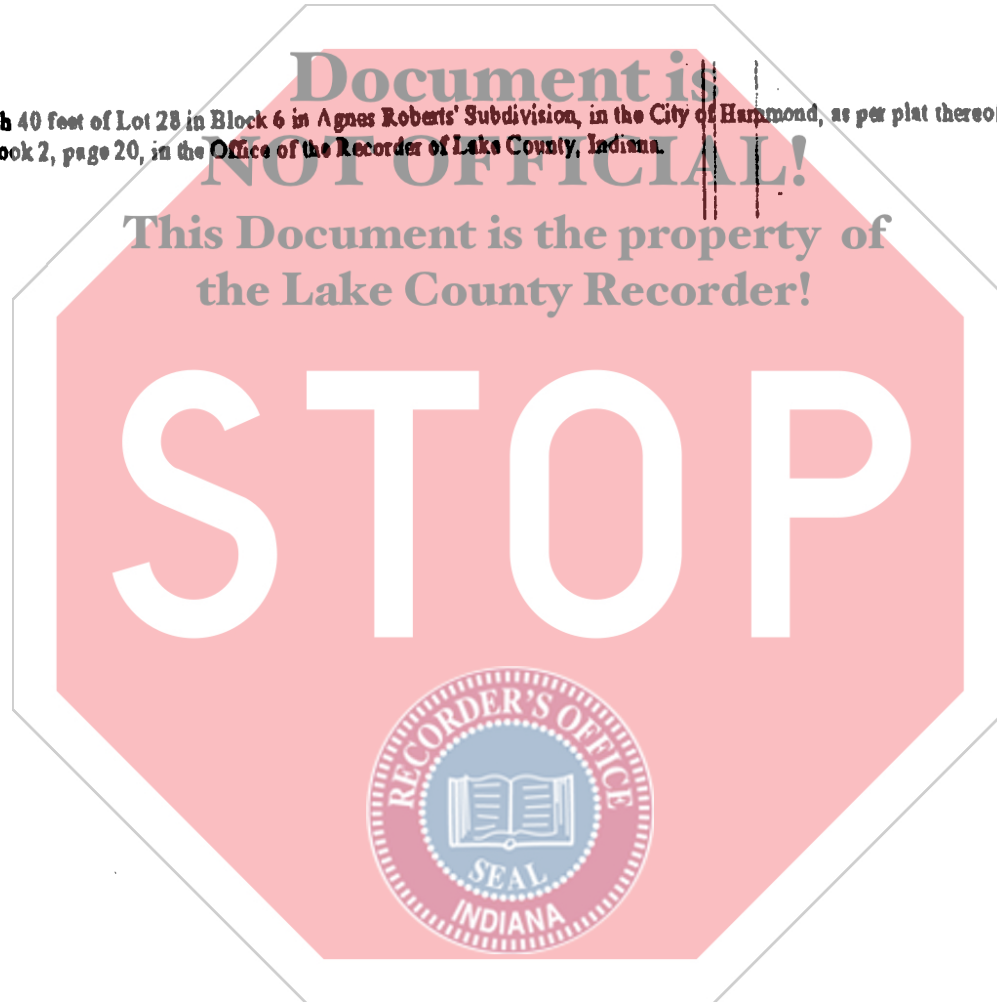 Document is
h 40 feet of Lot 28 in Block 6 in Agnes Roberts' Subdivision, in the City of Hammond, as per plat thereo
ook 2, page 20, in the Office of the Recorder of Lake County, Indiana.
NOT OFFICIAL!
This Document is the property of
the Lake County Recorder!
STOP
RECORDER'S OFFICE
SEAL
INDIANA